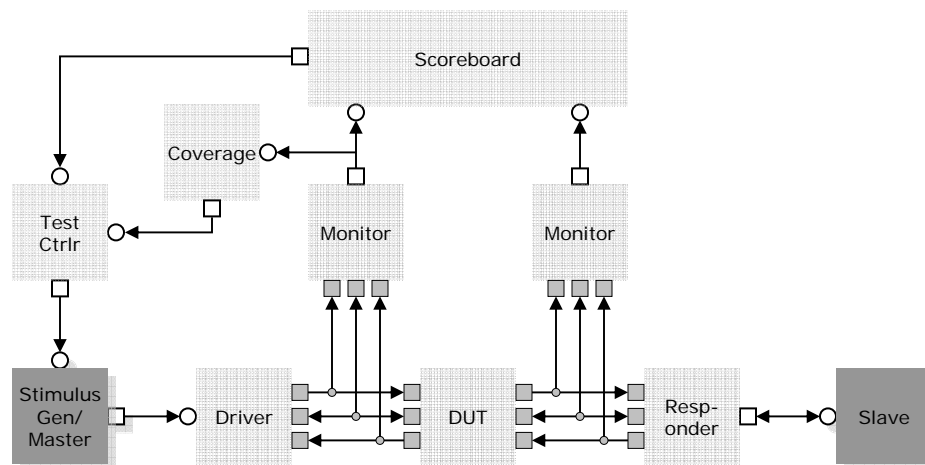 Scoreboard
Coverage
Test
Ctrlr
Monitor
Monitor
Stimulus
Gen/
Master
Driver
DUT
Resp-
onder
Slave